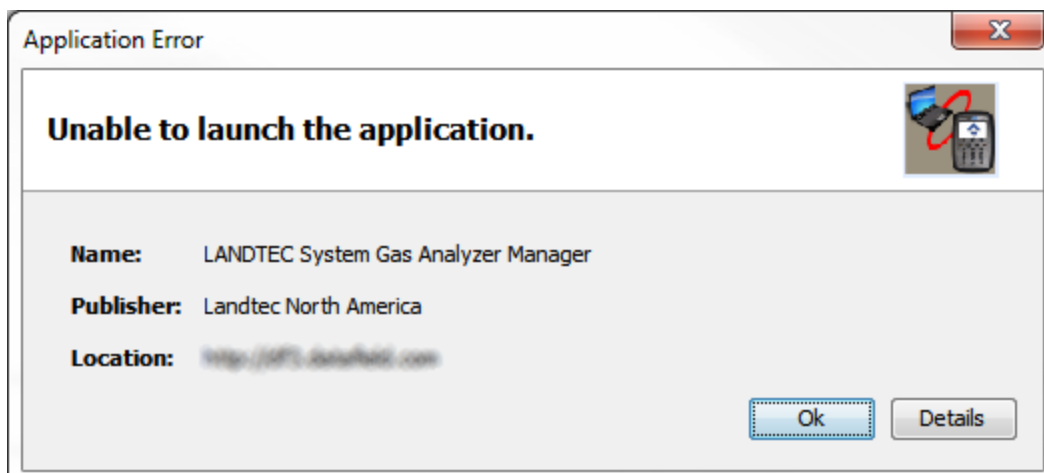 Application Error
Unable to launch the application.
Name: LANDTEC System Gas Analyzer Manager
Publisher: Landtec North America
Location:
Ok Details